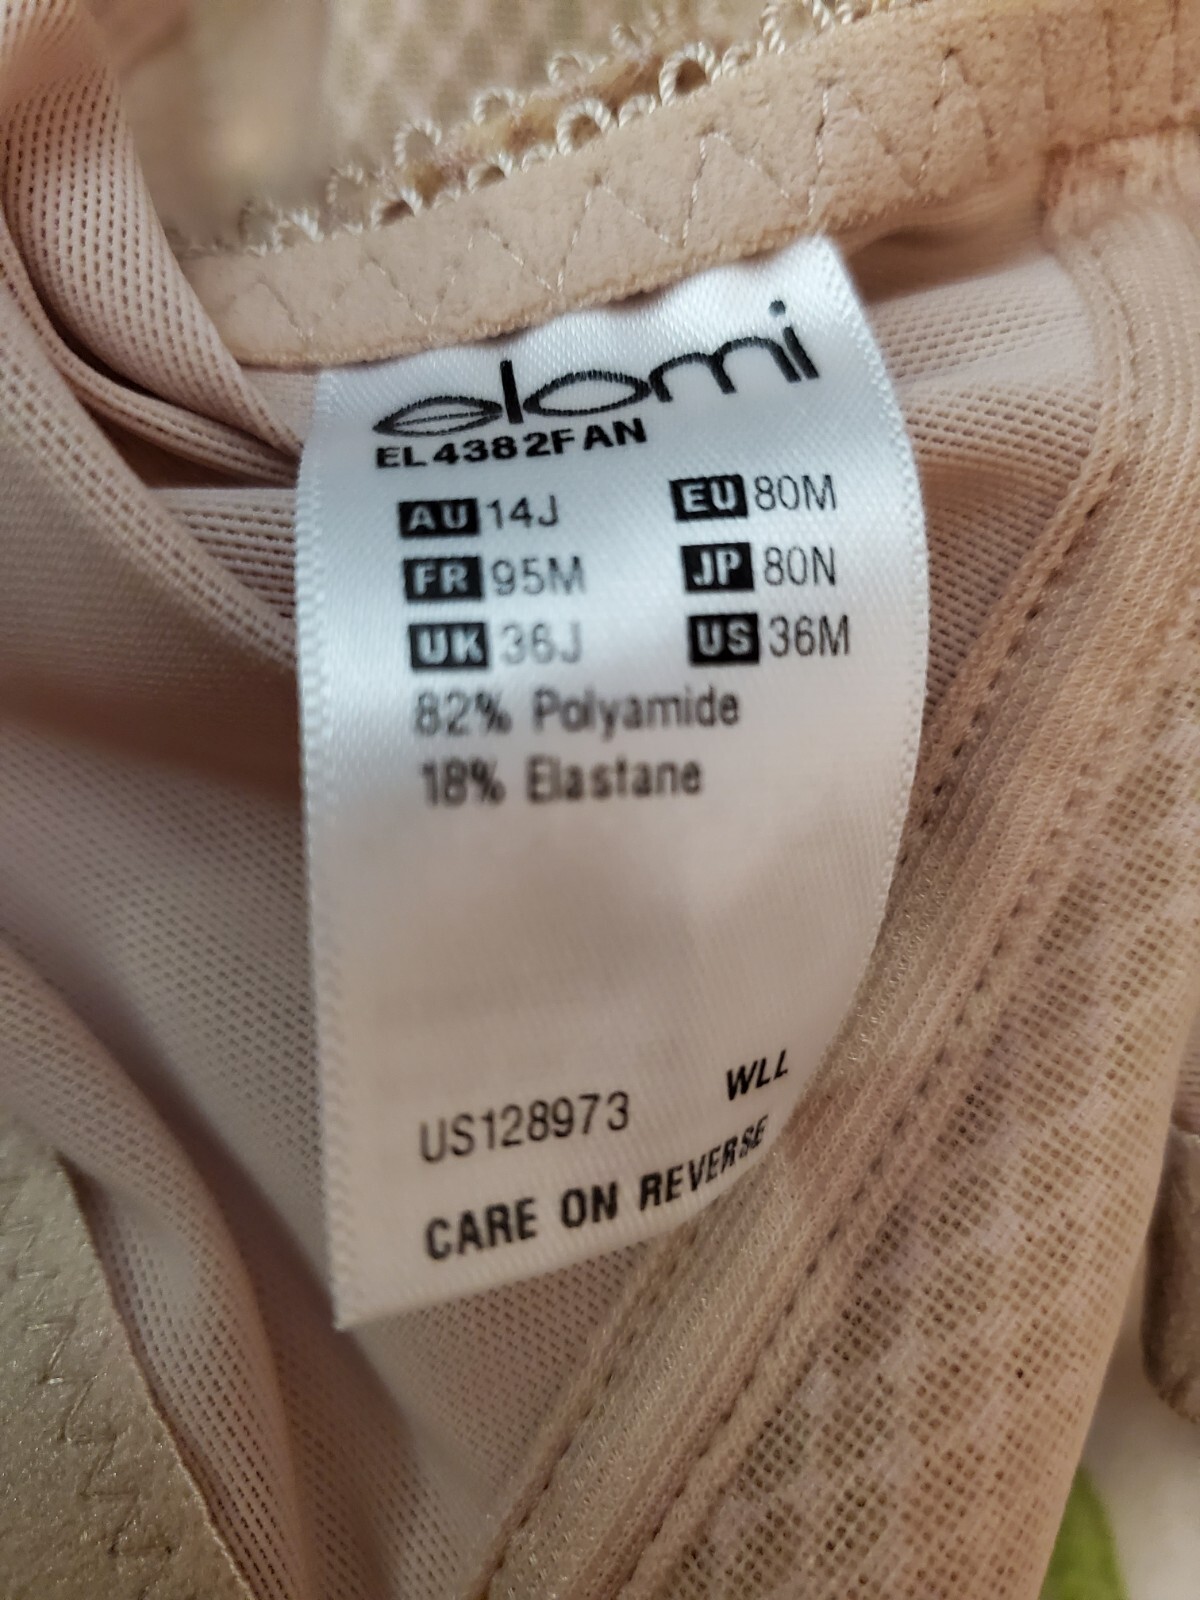 elomi
EL4382FAN
AU 14J EU 80M
FR 95M JP 80N
UK 36J US 36M
82% Polyamide
18% Elastane
US128973 WLL
CARE ON REVERSE